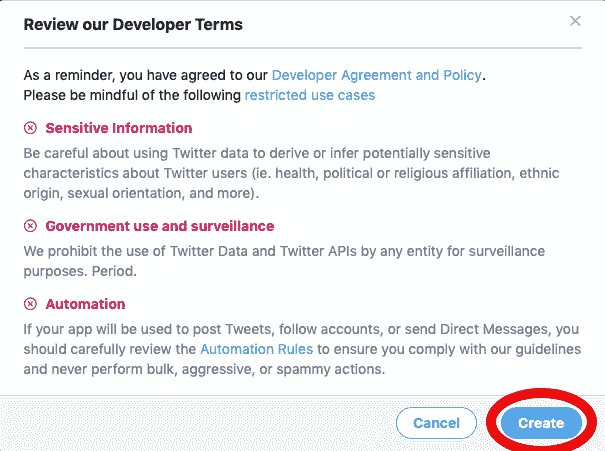 Review our Developer Terms
As a reminder, you have agreed to our Developer Agreement and Policy.
Please be mindful of the following restricted use cases
Sensitive Information
Be careful about using Twitter data to derive or infer potentially sensitive
characteristics about Twitter users (ie. health, political or religious affiliation, ethnic
origin, sexual orientation, and more).
Government use and surveillance
We prohibit the use of Twitter Data and Twitter APIs by any entity for surveillance
purposes. Period.
Automation
If your app will be used to post Tweets, follow accounts, or send Direct Messages, you
should carefully review the Automation Rules to ensure you comply with our guidelines
and never perform bulk, aggressive, or spammy actions.
Cancel Create